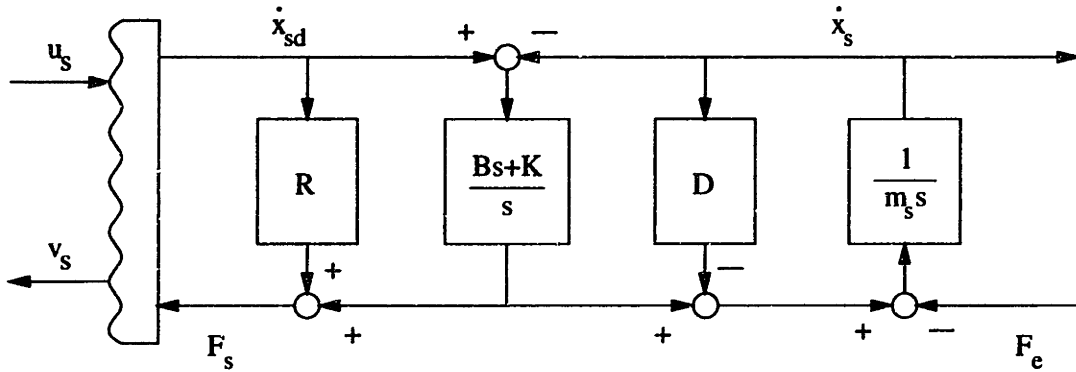 ẋ_sd + − ẋ_s
u_s
R
Bs+K
s
D
1
m_s s
v_s
+ −
+ + + −
F_s F_e